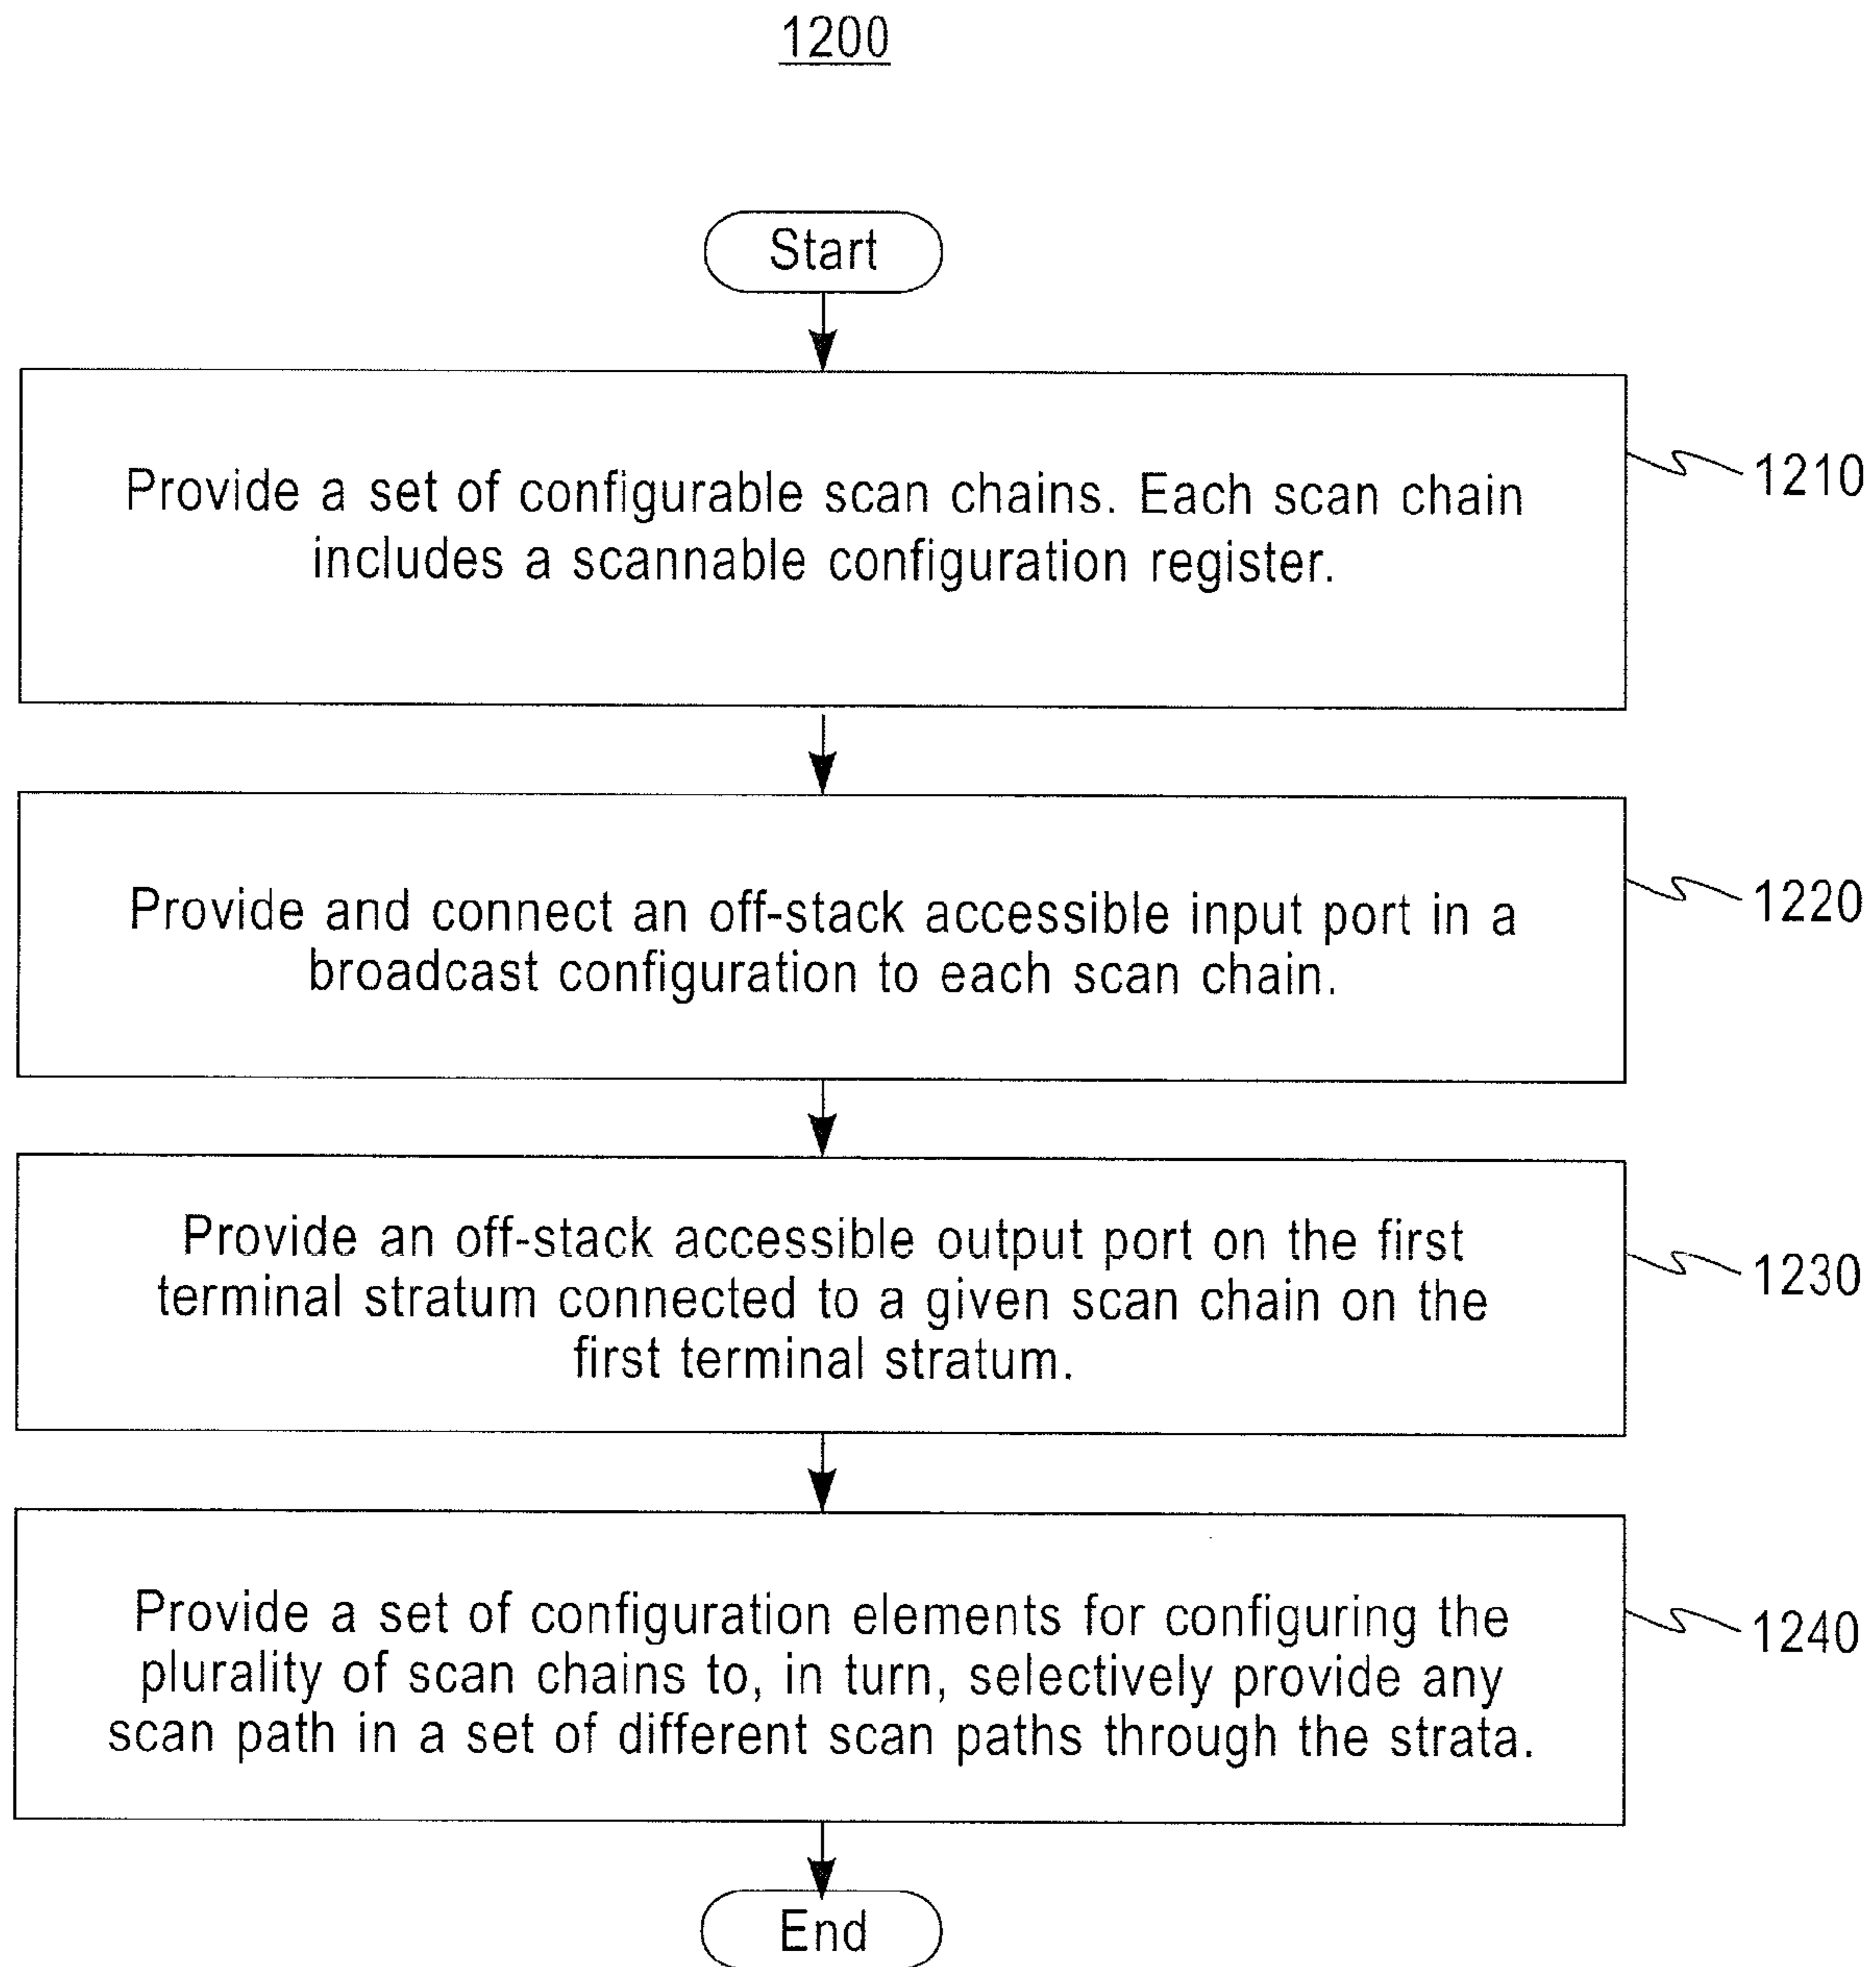 1200
Start
Provide a set of configurable scan chains. Each scan chain
includes a scannable configuration register.
1210
Provide and connect an off-stack accessible input port in a
broadcast configuration to each scan chain.
1220
Provide an off-stack accessible output port on the first
terminal stratum connected to a given scan chain on the
first terminal stratum.
1230
Provide a set of configuration elements for configuring the
plurality of scan chains to, in turn, selectively provide any
scan path in a set of different scan paths through the strata.
1240
End